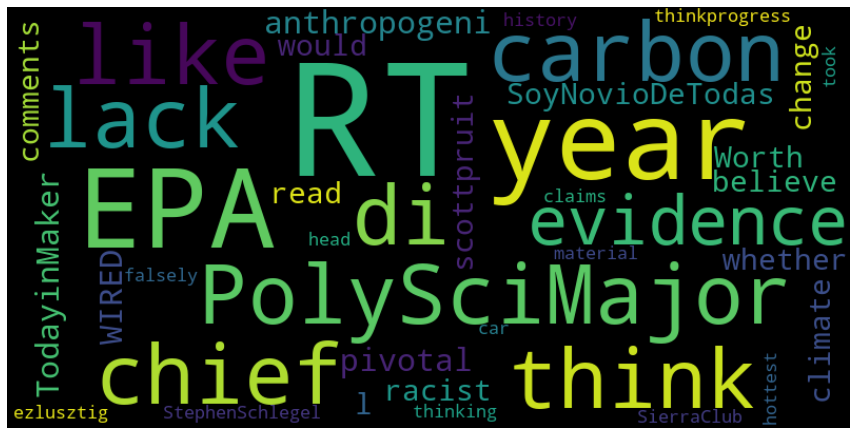 thinkprogress
anthropogeni
history
comments
like
would
carbon
change
took
RT
lack
SoyNovioDeTodas
year
scottpruit
Worth
believe
EPA
read
di
claims
evidence
TodayinMaker
head
WIRED
falsely
material
whether
PolySciMajor
climate
car
chief
pivotal
think
racist
l
thinking
hottest
ezlusztig
StephenSchlegel
SierraClub